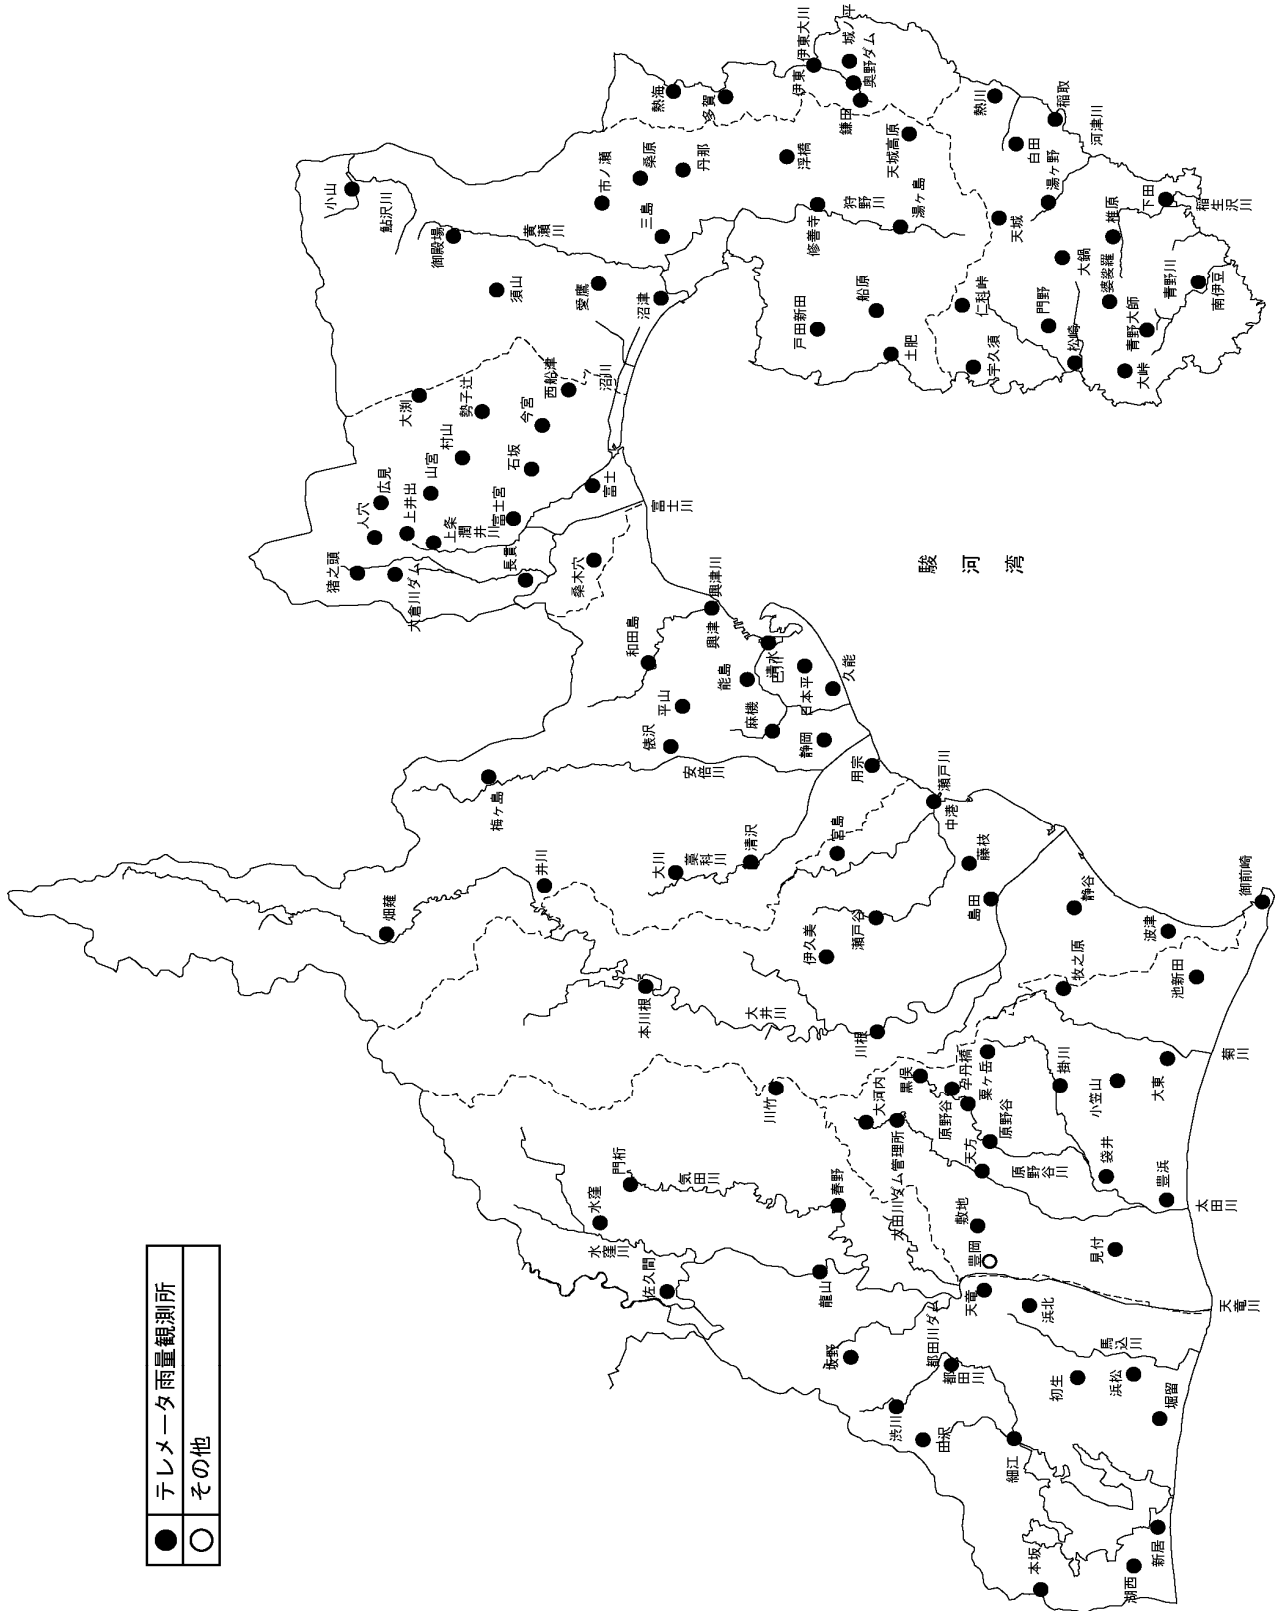 テレメータ雨量観測所
その他
小山
鮎沢川
御殿場
黄瀬川
須山
愛鷹
沼津
三島
市ノ瀬
桑原
丹那
熱海
多賀
伊東
伊東大川
城ノ平
奥野ダム
鎌田
浮橋
天城高原
修善寺
狩野川
湯ヶ島
熱川
稲取
白田
河津川
湯ヶ野
天城
大鍋
椎原
下田
稲生沢川
婆娑羅
青野川
南伊豆
青野大師
大峠
松崎
門野
仁科峠
宇久須
土肥
船原
戸田新田
大渕
勢子辻
西船津
沼川
今宮
村山
石坂
山宮
広見
人穴
上井出
上条
潤井川
富士宮
富士
富士川
猪之頭
大倉川ダム
長貫
桑木穴
駿河湾
和田島
興津
興津川
能島
清水
巴川
日本平
久能
平山
俵沢
麻機
静岡
安倍川
用宗
梅ヶ島
清沢
大川
藁科川
宮島
瀬戸川
中港
藤枝
井川
畑薙
島田
瀬戸谷
伊久美
静谷
御前崎
波津
池新田
牧之原
本川根
大井川
川根
菊川
大東
小笠山
掛川
粟ヶ岳
孕丹橋
黒俣
原野谷
原野谷
大河内
太田川ダム管理所
天方
原野谷川
袋井
豊浜
太田川
川竹
門桁
気田川
春野
敷地
豊岡
見付
水窪
水窪川
佐久間
龍山
天竜
浜北
天竜川
馬込川
坂野
都田川ダム
都田川
初生
浜松
堀留
渋川
田沢
細江
新居
湖西
本坂